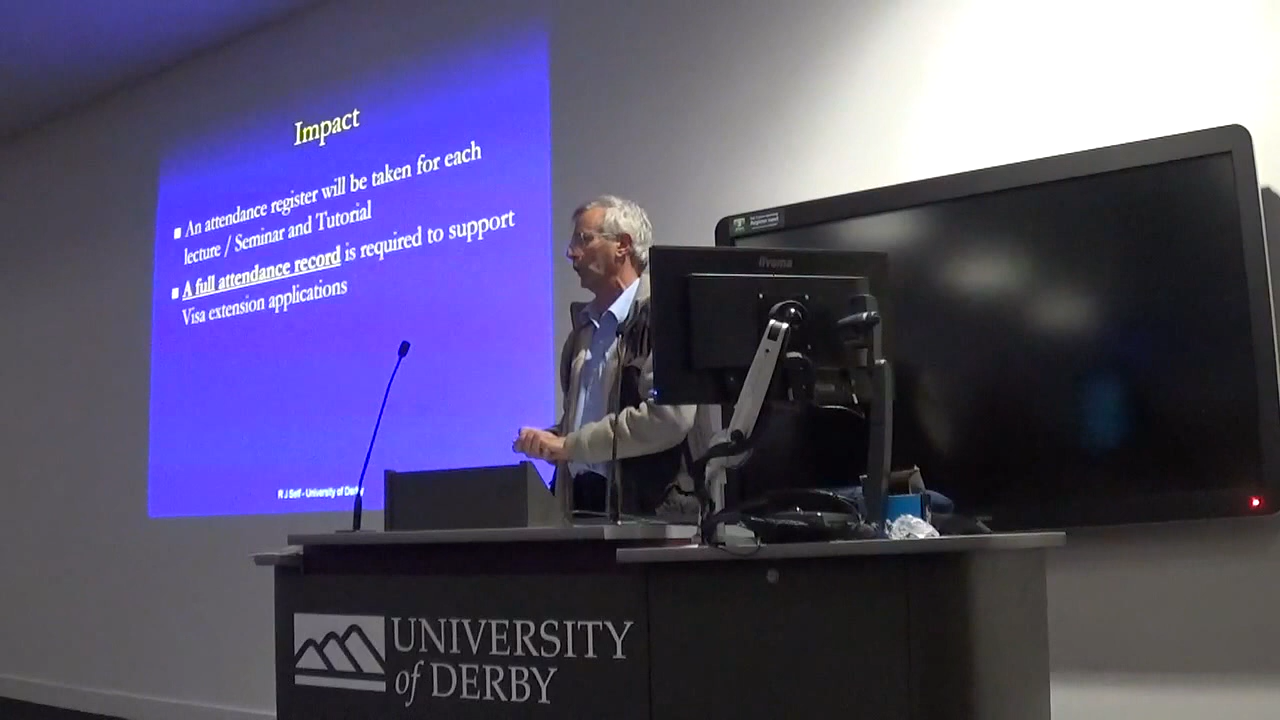 Impact
■ An attendance register will be taken for each
lecture / Seminar and Tutorial
■ A full attendance record is required to support
Visa extension applications
R J Self - University of Derby
iiyama
UNIVERSITY
of DERBY